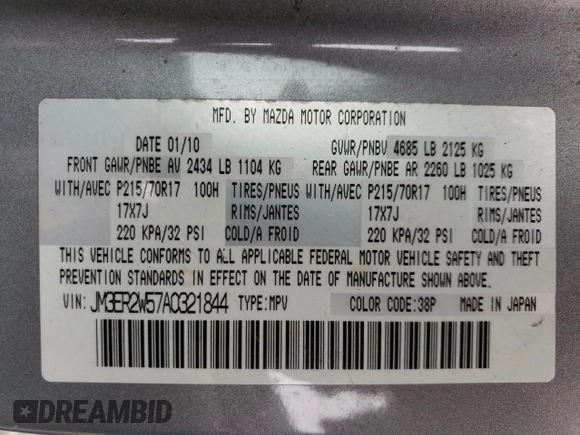 MFD. BY MAZDA MOTOR CORPORATION
DATE 01/10 GVWR/PNBV 4685 LB 2125 KG
FRONT GAWR/PNBE AV 2434 LB 1104 KG REAR GAWR/PNBE AR 2260 LB 1025 KG
WITH/AVEC P215/70R17 100H TIRES/PNEUS WITH/AVEC P215/70R17 100H TIRES/PNEUS
17X7J RIMS/JANTES 17X7J RIMS/JANTES
220 KPA/32 PSI COLD/A FROID 220 KPA/32 PSI COLD/A FROID
THIS VEHICLE CONFORMS TO ALL APPLICABLE FEDERAL MOTOR VEHICLE SAFETY AND THEFT
PREVENTION STANDARDS IN EFFECT ON THE DATE OF MANUFACTURE SHOWN ABOVE.
VIN: JM3ER2W57A0321844 TYPE:MPV COLOR CODE:38P MADE IN JAPAN
DREAMBID